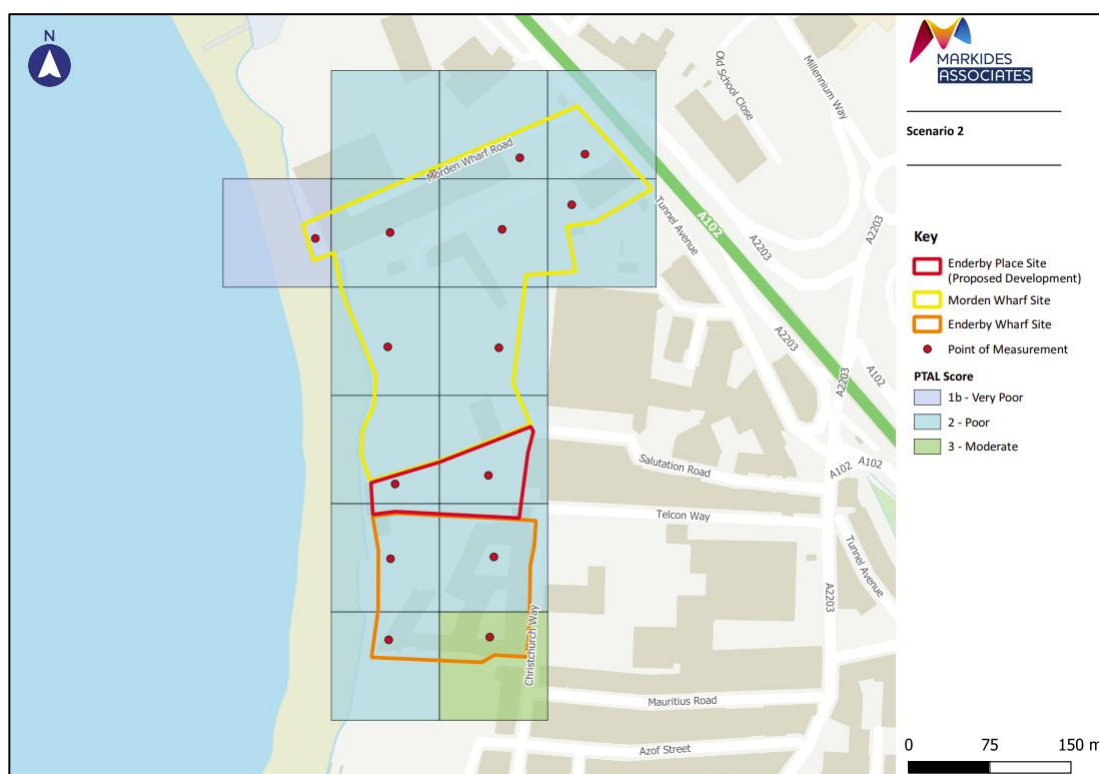 N
Old School Close
Millennium Way
Morden Wharf Road
A102
Tunnel Avenue
A2203
A2203
A2203
A2203
A102
Salutation Road
A102
A102
Telcon Way
Tunnel Avenue
A2203
Christchurch Way
Mauritius Road
Azof Street
MARKIDES
ASSOCIATES
Scenario 2
Key
Enderby Place Site
(Proposed Development)
Morden Wharf Site
Enderby Wharf Site
Point of Measurement
PTAL Score
1b - Very Poor
2 - Poor
3 - Moderate
0 75 150 m